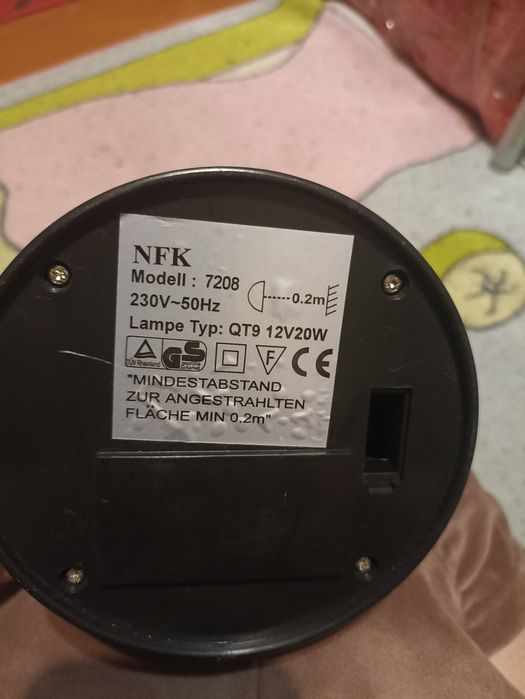 NFK
Modell : 7208
0.2m
230V~50Hz
Lampe Typ: QT9 12V20W
TÜV Rheinland GS F CE
"MINDESTABSTAND
ZUR ANGESTRAHLTEN
FLÄCHE MIN 0.2m"